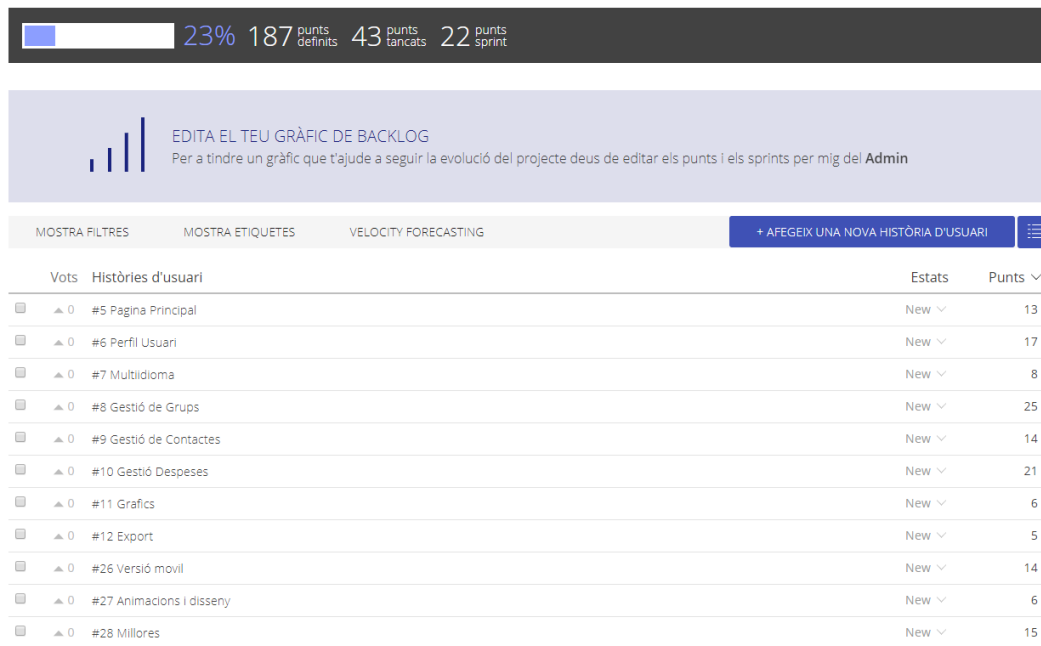 23% 187 punts definits 43 punts tancats 22 punts sprint
EDITA EL TEU GRÀFIC DE BACKLOG
Per a tindre un gràfic que t'ajude a seguir la evolució del projecte deus de editar els punts i els sprints per mig del Admin
MOSTRA FILTRES MOSTRA ETIQUETES VELOCITY FORECASTING + AFEGEIX UNA NOVA HISTÒRIA D'USUARI
Vots Històries d'usuari Estats Punts
0 #5 Pagina Principal New 13
0 #6 Perfil Usuari New 17
0 #7 Multiidioma New 8
0 #8 Gestió de Grups New 25
0 #9 Gestió de Contactes New 14
0 #10 Gestió Despeses New 21
0 #11 Grafics New 6
0 #12 Export New 5
0 #26 Versió movil New 14
0 #27 Animacions i disseny New 6
0 #28 Millores New 15